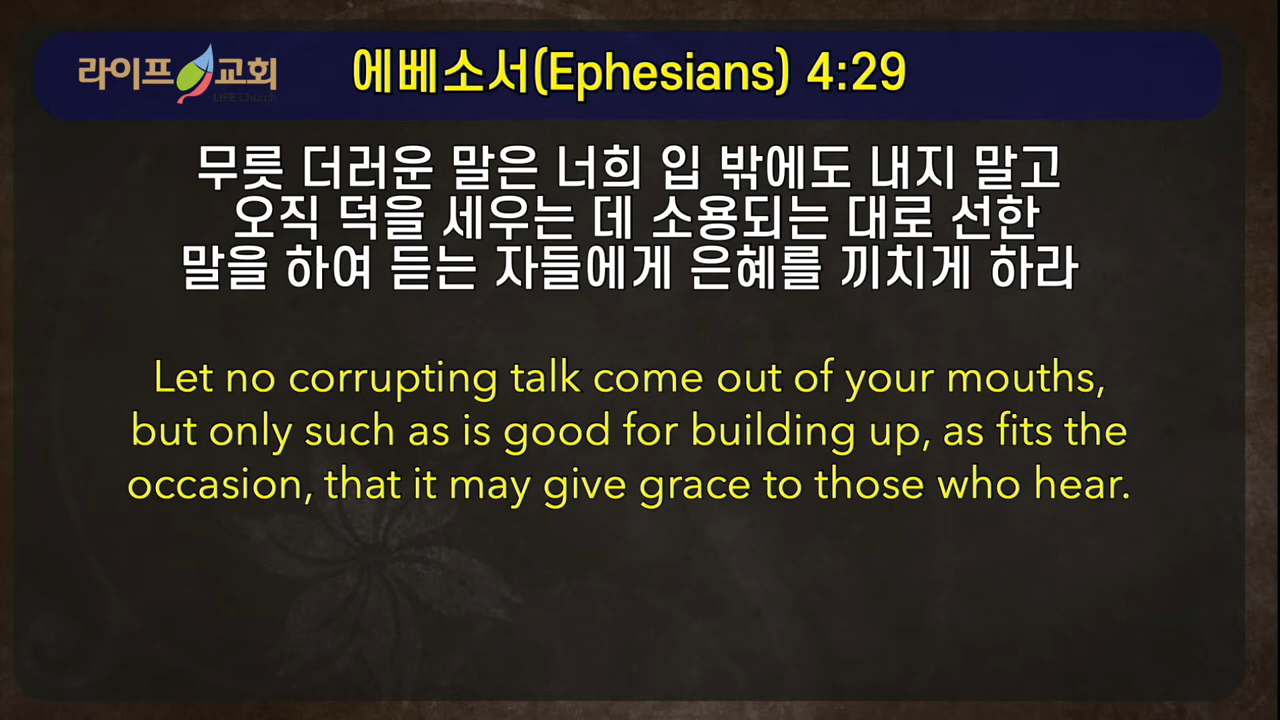 라이프교회
LIFE Church
에베소서(Ephesians) 4:29
무릇 더러운 말은 너희 입 밖에도 내지 말고
오직 덕을 세우는 데 소용되는 대로 선한
말을 하여 듣는 자들에게 은혜를 끼치게 하라
Let no corrupting talk come out of your mouths,
but only such as is good for building up, as fits the
occasion, that it may give grace to those who hear.